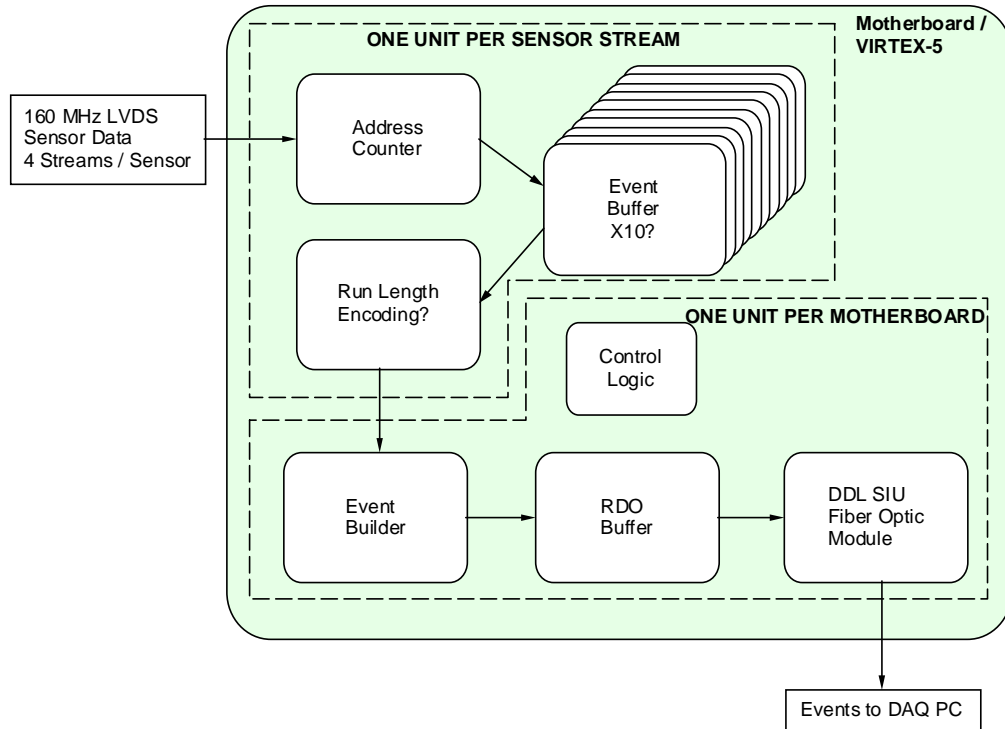 Motherboard /
VIRTEX-5
ONE UNIT PER SENSOR STREAM
160 MHz LVDS
Sensor Data
4 Streams / Sensor
Address
Counter
Event
Buffer
X10?
Run Length
Encoding?
ONE UNIT PER MOTHERBOARD
Control
Logic
Event
Builder
RDO
Buffer
DDL SIU
Fiber Optic
Module
Events to DAQ PC